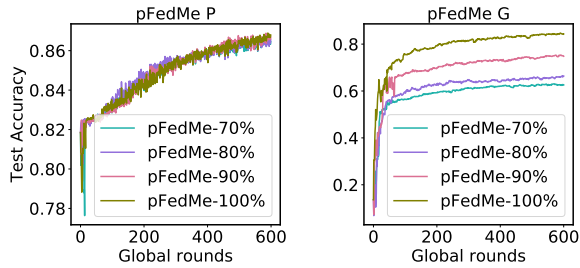 pFedMe P
Test Accuracy
0.86
0.84
0.82
0.80
0.78
pFedMe-70%
pFedMe-80%
pFedMe-90%
pFedMe-100%
0 200 400 600
Global rounds
pFedMe G
0.8
0.6
0.4
0.2
pFedMe-70%
pFedMe-80%
pFedMe-90%
pFedMe-100%
0 200 400 600
Global rounds